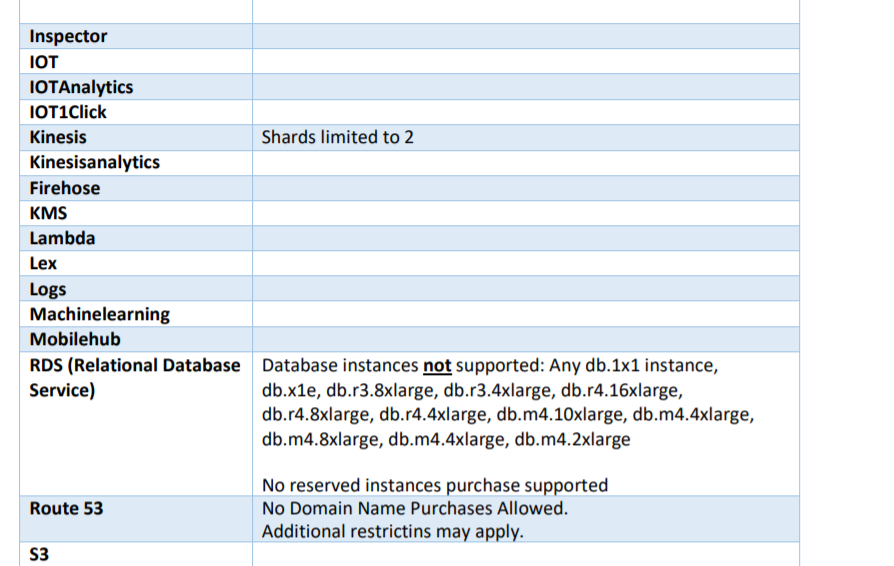 Inspector
IOT
IOTAnalytics
IOT1Click
Kinesis Shards limited to 2
Kinesisanalytics
Firehose
KMS
Lambda
Lex
Logs
Machinelearning
Mobilehub
RDS (Relational Database Service)
Database instances not supported: Any db.1x1 instance,
db.x1e, db.r3.8xlarge, db.r3.4xlarge, db.r4.16xlarge,
db.r4.8xlarge, db.r4.4xlarge, db.m4.10xlarge, db.m4.4xlarge,
db.m4.8xlarge, db.m4.4xlarge, db.m4.2xlarge
No reserved instances purchase supported
Route 53 No Domain Name Purchases Allowed.
Additional restrictins may apply.
S3